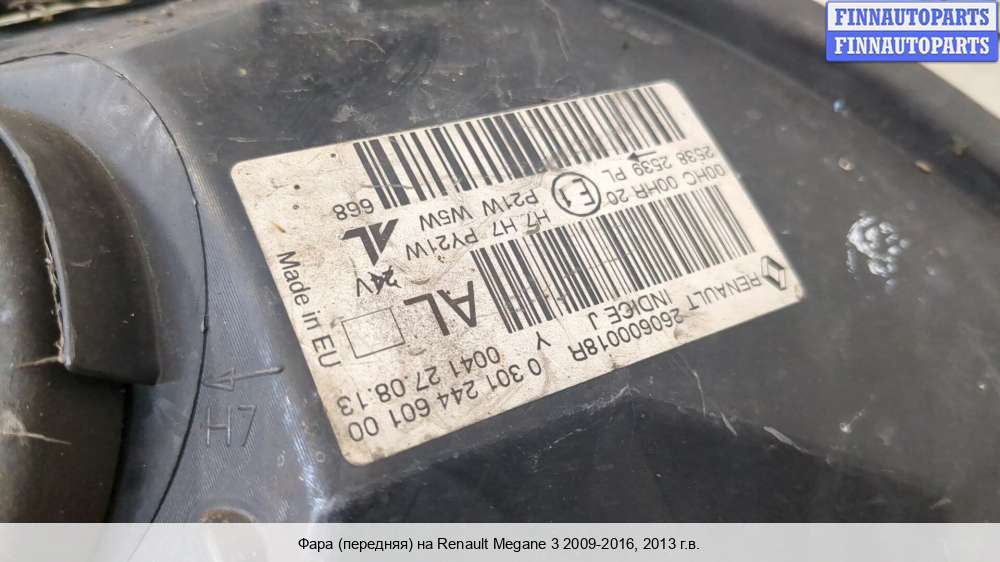 FINNAUTOPARTS
FINNAUTOPARTS
RENAULT 260600018R
INDICE J Y
0 301 244 601 00
0041 27.08.13
00HC 00HR 20
2538 2539 PL
E1
H7, H7 PY21W
P21W W5W
24V
AL
AL
668
Made in EU
H7
Фара (передняя) на Renault Megane 3 2009-2016, 2013 г.в.